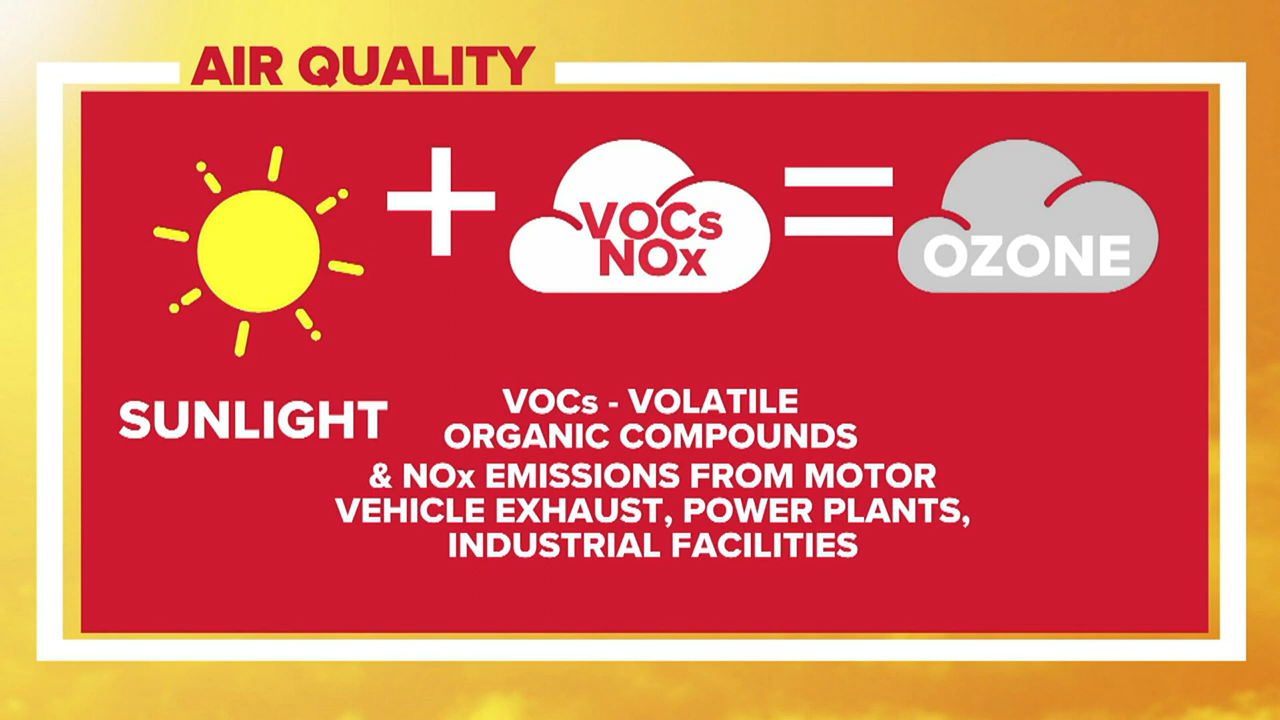 AIR QUALITY
VOCs
NOx
OZONE
SUNLIGHT
VOCs - VOLATILE
ORGANIC COMPOUNDS
& NOx EMISSIONS FROM MOTOR
VEHICLE EXHAUST, POWER PLANTS,
INDUSTRIAL FACILITIES